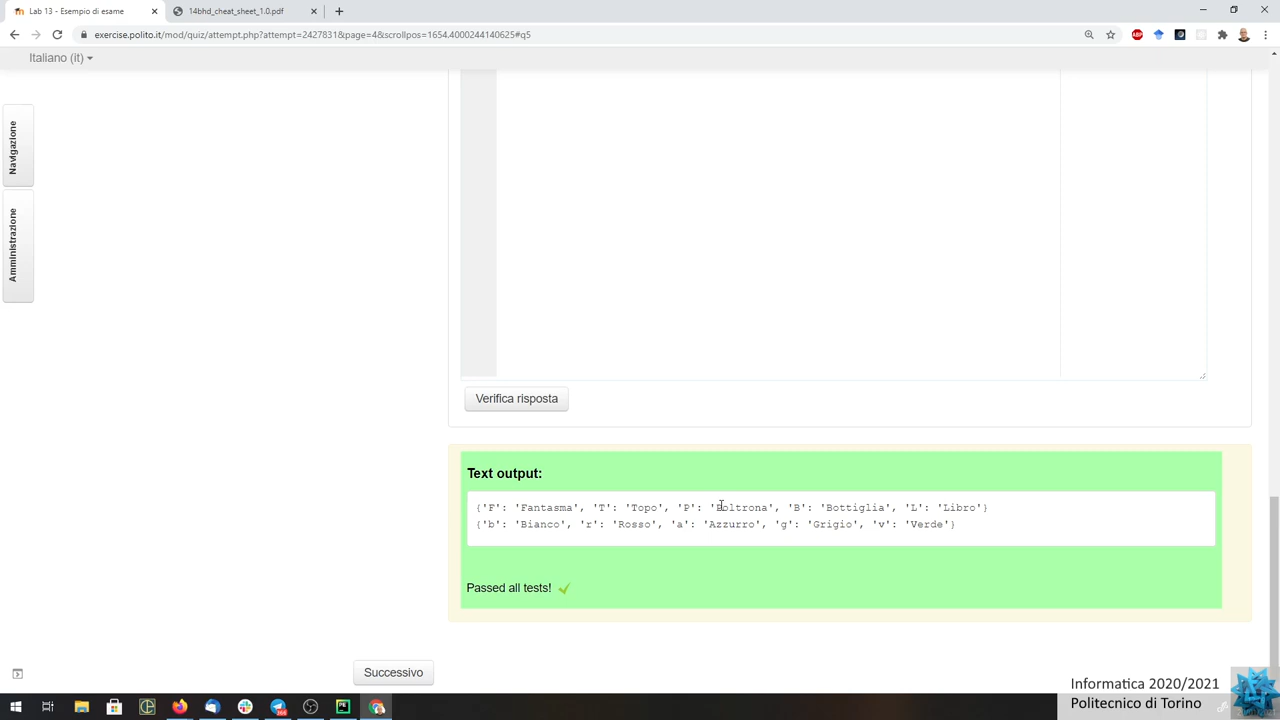 Lab 13 - Esempio di esame
14bhd_cheat_sheet_1.0.pdf
exercise.polito.it/mod/quiz/attempt.php?attempt=2427831&page=4&scrollpos=1654.4000244140625#q5
ABP
Italiano (it)
Navigazione
Amministrazione
Verifica risposta
Text output:
{'F': 'Fantasma', 'T': 'Topo', 'P': 'Poltrona', 'B': 'Bottiglia', 'L': 'Libro'}
{'b': 'Bianco', 'r': 'Rosso', 'a': 'Azzurro', 'g': 'Grigio', 'v': 'Verde'}
Passed all tests!
Successivo
Informatica 2020/2021
Politecnico di Torino